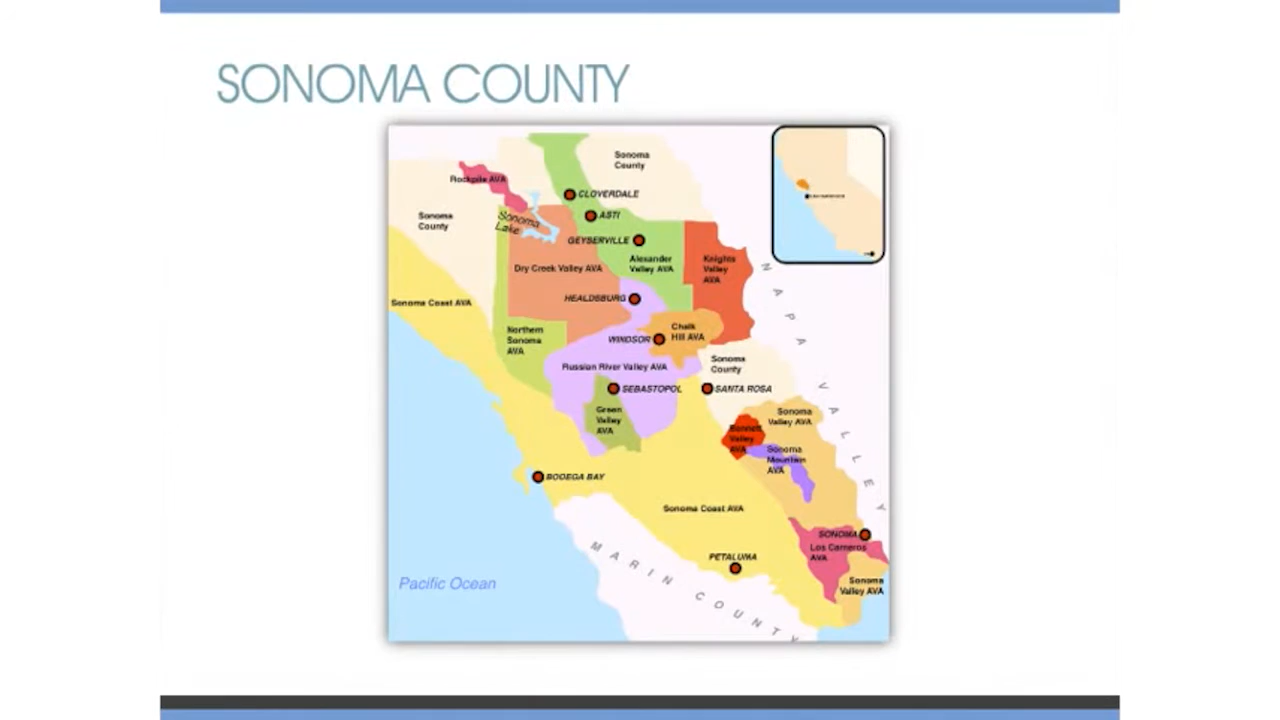 SONOMA COUNTY
Sonoma
County
Rockpile AVA
CLOVERDALE
Sonoma
County
Sonoma
Lake
ASTI
GEYSERVILLE
Alexander
Valley AVA
Knights
Valley
AVA
Dry Creek Valley AVA
HEALDSBURG
Sonoma Coast AVA
Northern
Sonoma
AVA
WINDSOR
Chalk
Hill AVA
Russian River Valley AVA
Sonoma
County
SEBASTOPOL
SANTA ROSA
Green
Valley
AVA
Sonoma
Valley AVA
Bennett
Valley
AVA
Sonoma
Mountain
AVA
BODEGA BAY
Sonoma Coast AVA
SONOMA
Los Carneros
AVA
PETALUMA
Sonoma
Valley AVA
Pacific Ocean
MARIN COUNTY
NAPA VALLEY